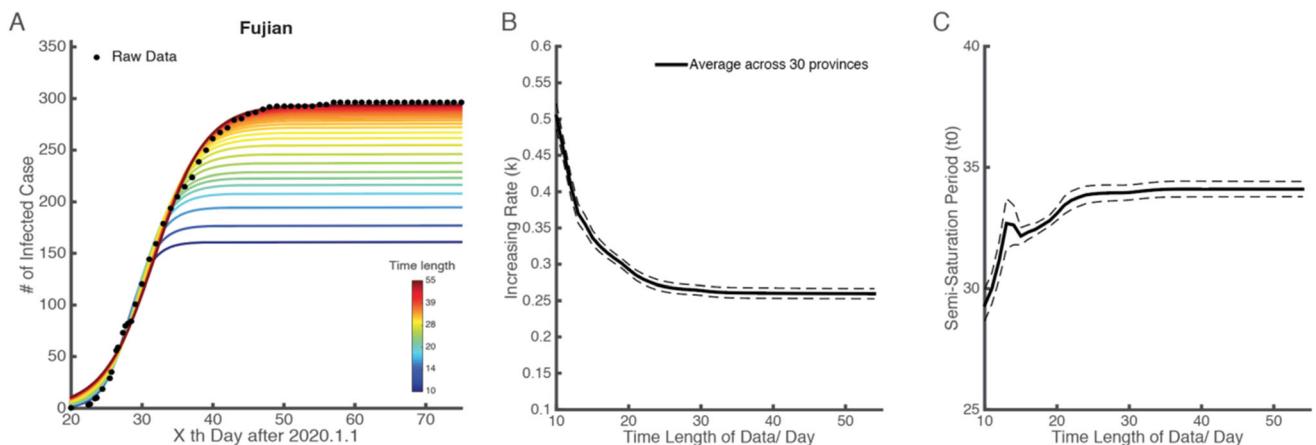 A
Fujian
350
300
250
200
150
100
50
0
# of Infected Case
Raw Data
Time length
55
39
28
20
14
10
20 30 40 50 60 70
X th Day after 2020.1.1
B
0.6
0.55
0.5
0.45
0.4
0.35
0.3
0.25
0.2
0.15
0.1
Increasing Rate (k)
Average across 30 provinces
10 20 30 40 50
Time Length of Data/ Day
C
40
35
30
25
Semi-Saturation Period (t0)
10 20 30 40 50
Time Length of Data/ Day